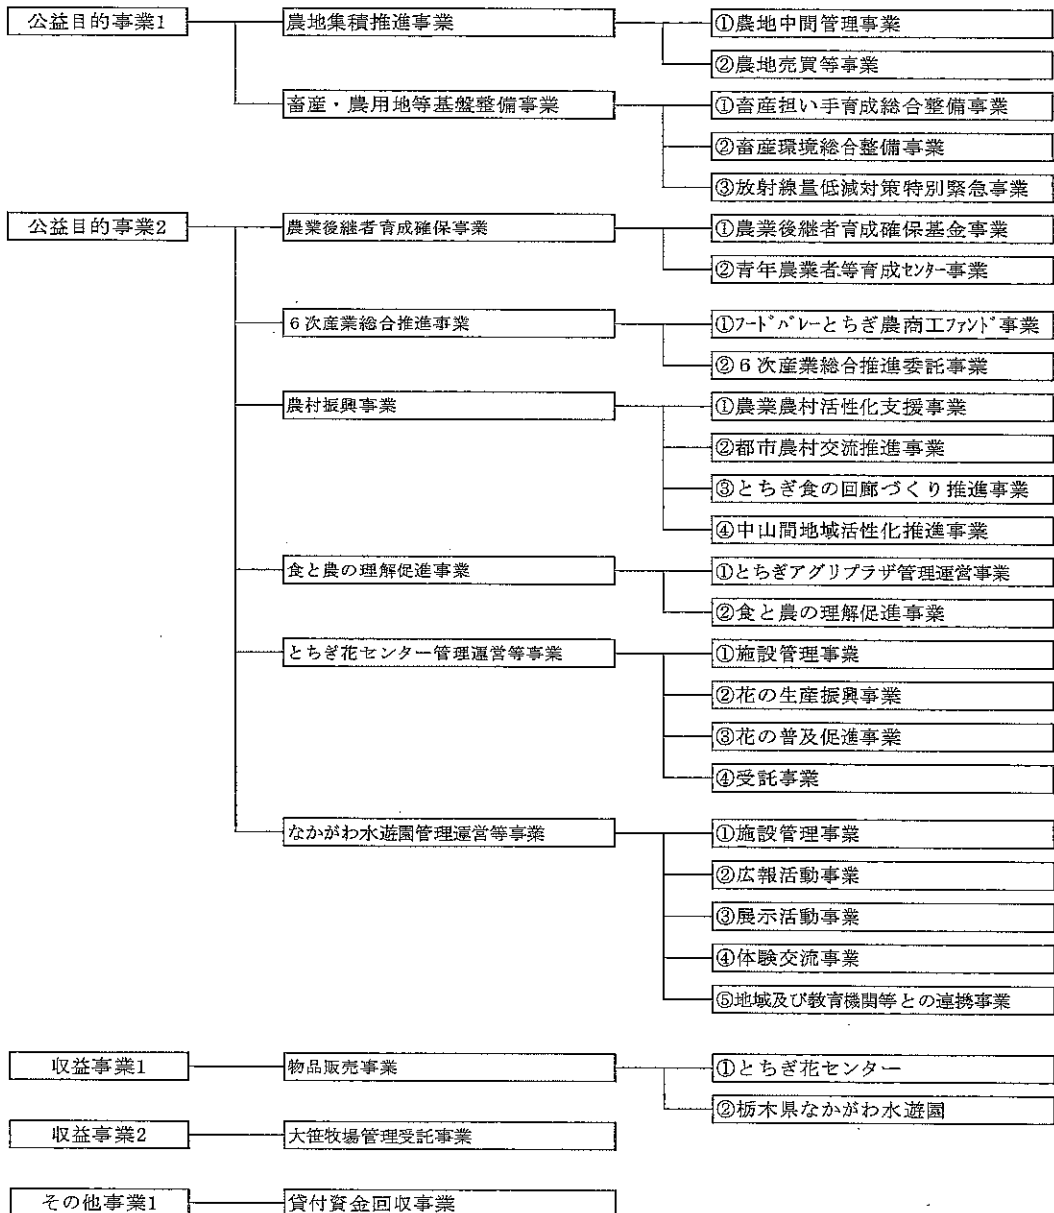 公益目的事業1
農地集積推進事業
①農地中間管理事業
②農地売買等事業
畜産・農用地等基盤整備事業
①畜産担い手育成総合整備事業
②畜産環境総合整備事業
③放射線量低減対策特別緊急事業
公益目的事業2
農業後継者育成確保事業
①農業後継者育成確保基金事業
②青年農業者等育成ｾﾝﾀｰ事業
6次産業総合推進事業
①ﾌｰﾄﾞﾊﾞﾚｰとちぎ農商工ﾌｧﾝﾄﾞ事業
②6次産業総合推進委託事業
農村振興事業
①農業農村活性化支援事業
②都市農村交流推進事業
③とちぎ食の回廊づくり推進事業
④中山間地域活性化推進事業
食と農の理解促進事業
①とちぎアグリプラザ管理運営事業
②食と農の理解促進事業
とちぎ花センター管理運営等事業
①施設管理事業
②花の生産振興事業
③花の普及促進事業
④受託事業
なかがわ水遊園管理運営等事業
①施設管理事業
②広報活動事業
③展示活動事業
④体験交流事業
⑤地域及び教育機関等との連携事業
収益事業1
物品販売事業
①とちぎ花センター
②栃木県なかがわ水遊園
収益事業2
大笹牧場管理受託事業
その他事業1
貸付資金回収事業